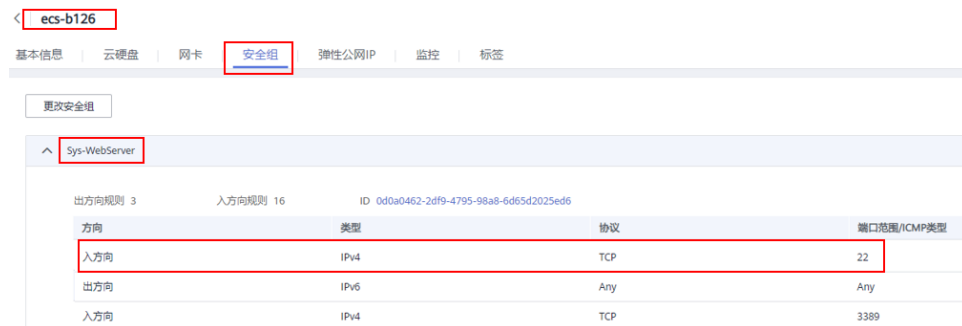 ecs-b126
基本信息 云硬盘 网卡 安全组 弹性公网IP 监控 标签
更改安全组
Sys-WebServer
出方向规则 3 入方向规则 16 ID 0d0a0462-2df9-4795-98a8-6d65d2025ed6
方向 类型 协议 端口范围/ICMP类型
入方向 IPv4 TCP 22
出方向 IPv6 Any Any
入方向 IPv4 TCP 3389